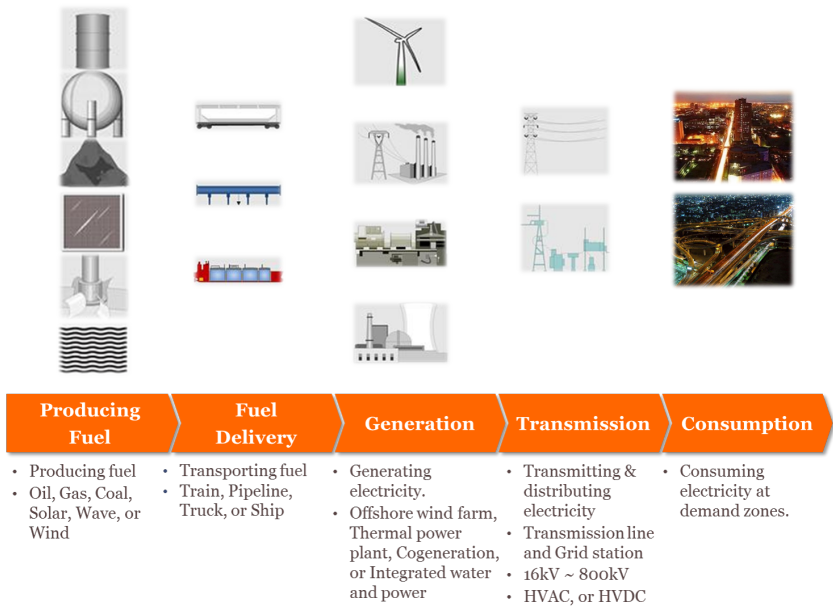 Producing
Fuel
Fuel
Delivery
Generation
Transmission
Consumption
• Producing fuel
• Oil, Gas, Coal,
Solar, Wave, or
Wind
• Transporting fuel
• Train, Pipeline,
Truck, or Ship
• Generating
electricity.
• Offshore wind farm,
Thermal power
plant, Cogeneration,
or Integrated water
and power
• Transmitting &
distributing
electricity
• Transmission line
and Grid station
• 16kV ~ 800kV
• HVAC, or HVDC
• Consuming
electricity at
demand zones.